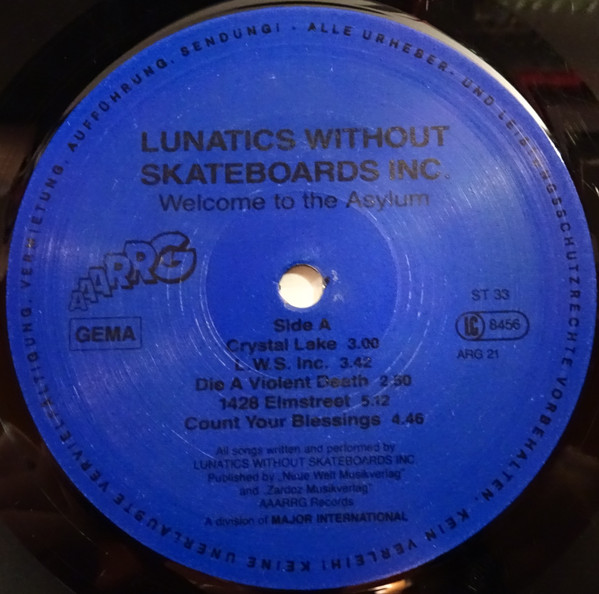 ALLE URHEBER- UND LEISTUNGSSCHUTZRECHTE VORBEHALTEN. KEIN VERLEIH! KEINE UNERLAUBTE VERVIELFÄLTIGUNG, VERMIETUNG, AUFFÜHRUNG, SENDUNG! -
LUNATICS WITHOUT
SKATEBOARDS INC.
Welcome to the Asylum
AAARRG
GEMA
ST 33
LC 8456
ARG 21
Side A
Crystal Lake 3.00
L.W.S. Inc. 3.42
Die A Violent Death 2.30
1428 Elmstreet 5.12
Count Your Blessings 4.46
All songs written and performed by
LUNATICS WITHOUT SKATEBOARDS INC.
Published by „Neue Welt Musikverlag"
and „Zardoz Musikverlag"
AAARRG Records
A division of MAJOR INTERNATIONAL